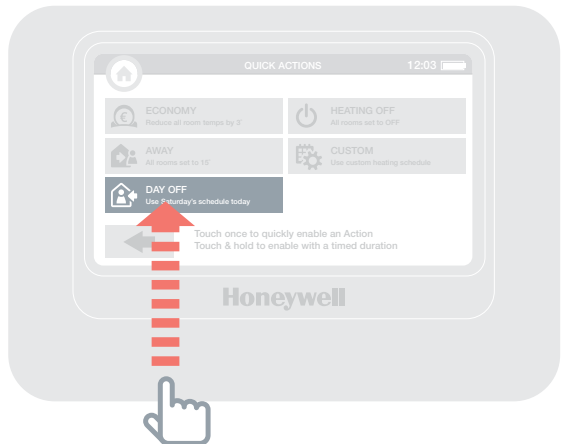 QUICK ACTIONS 12:03
ECONOMY
Reduce all room temps by 3°
HEATING OFF
All rooms set to OFF
AWAY
All rooms set to 15°
CUSTOM
Use custom heating schedule
DAY OFF
Use Saturday's schedule today
Touch once to quickly enable an Action
Touch & hold to enable with a timed duration
Honeywell